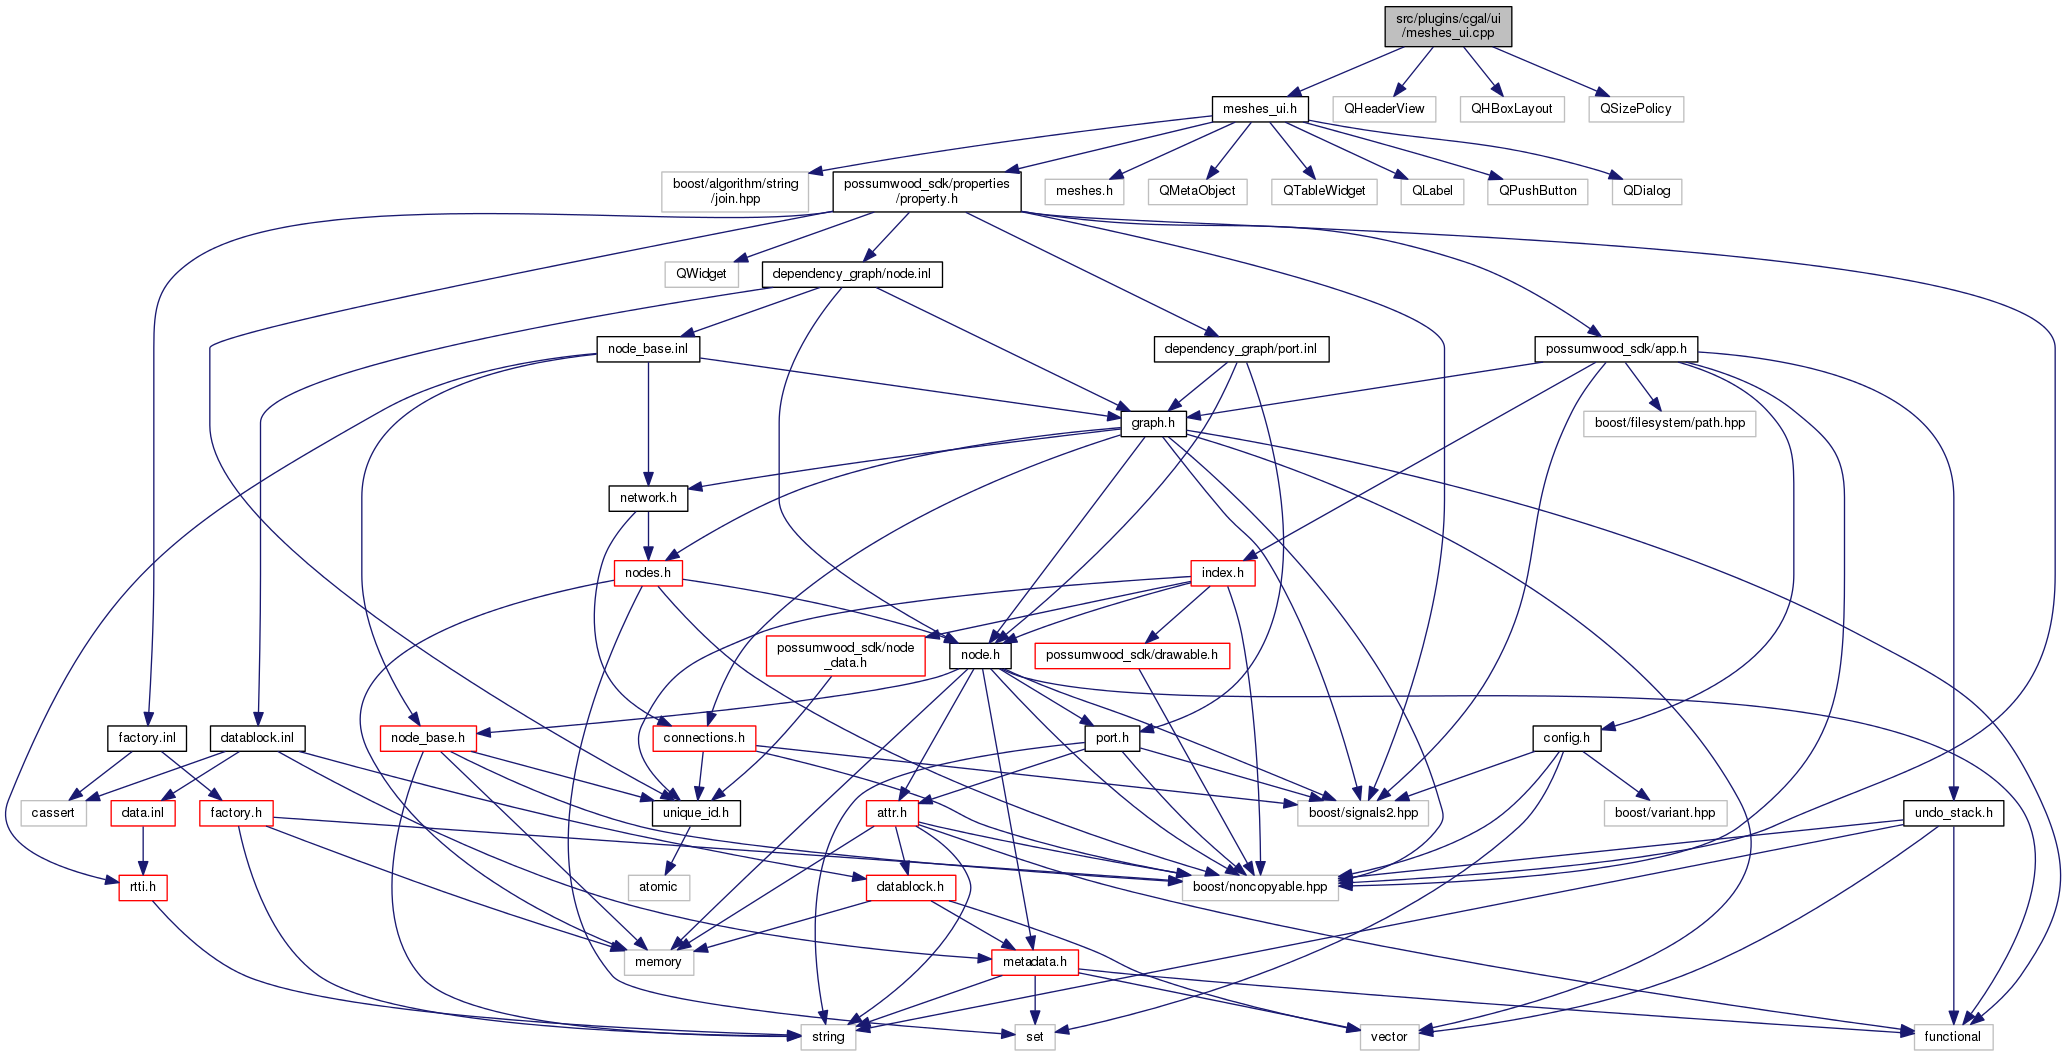 src/plugins/cgal/ui
/meshes_ui.cpp
meshes_ui.h
QHeaderView
QHBoxLayout
QSizePolicy
boost/algorithm/string
/join.hpp
possumwood_sdk/properties
/property.h
meshes.h
QMetaObject
QTableWidget
QLabel
QPushButton
QDialog
QWidget
dependency_graph/node.inl
node_base.inl
dependency_graph/port.inl
possumwood_sdk/app.h
graph.h
boost/filesystem/path.hpp
network.h
nodes.h
index.h
possumwood_sdk/node
_data.h
node.h
possumwood_sdk/drawable.h
factory.inl
datablock.inl
node_base.h
connections.h
port.h
config.h
cassert
data.inl
factory.h
unique_id.h
attr.h
boost/signals2.hpp
boost/variant.hpp
undo_stack.h
rtti.h
atomic
datablock.h
boost/noncopyable.hpp
memory
metadata.h
string
set
vector
functional